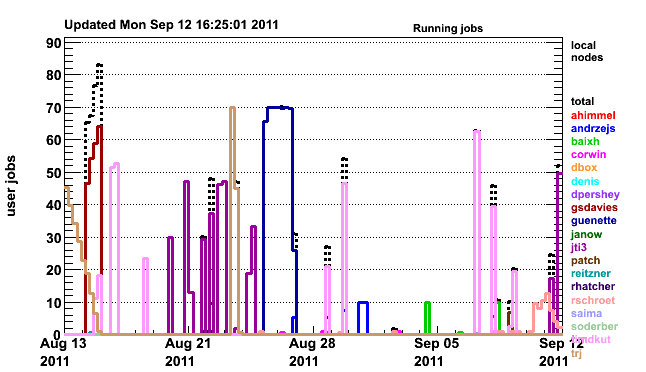 Updated Mon Sep 12 16:25:01 2011
Running jobs
user jobs
90
80
70
60
50
40
30
20
10
0
Aug 13
2011
Aug 21
2011
Aug 28
2011
Sep 05
2011
Sep 12
2011
local
nodes
total
ahimmel
andrzejs
baixh
corwin
dbox
denis
dpershey
gsdavies
guenette
janow
jti3
patch
reitzner
rhatcher
rschroet
saima
soderber
timdkut
trj